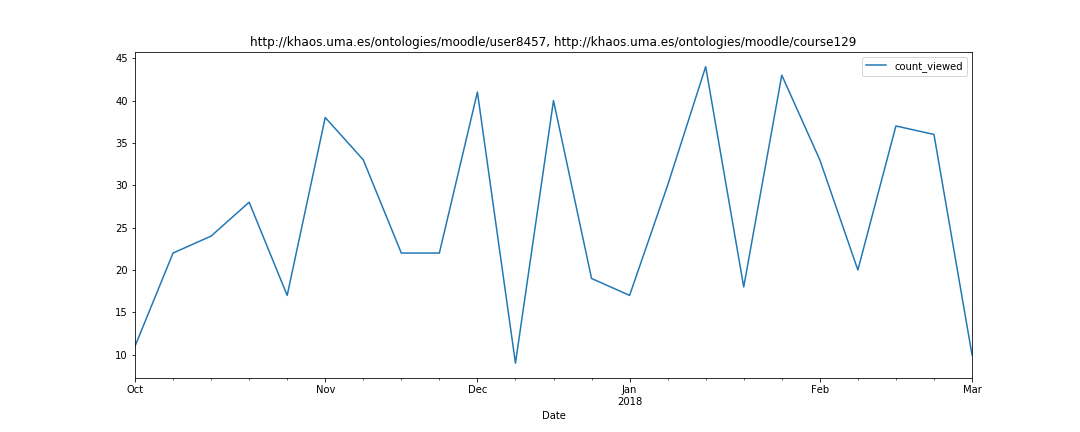 http://khaos.uma.es/ontologies/moodle/user8457, http://khaos.uma.es/ontologies/moodle/course129
count_viewed
45
40
35
30
25
20
15
10
Oct Nov Dec Jan Feb Mar
2018
Date